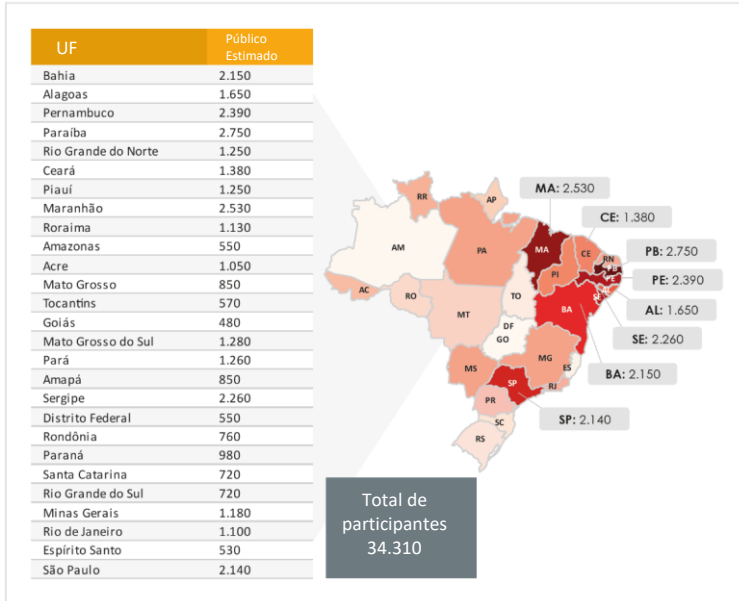 UF Público
Estimado
Bahia 2.150
Alagoas 1.650
Pernambuco 2.390
Paraíba 2.750
Rio Grande do Norte 1.250
Ceará 1.380
Piauí 1.250
Maranhão 2.530
Roraima 1.130
Amazonas 550
Acre 1.050
Mato Grosso 850
Tocantins 570
Goiás 480
Mato Grosso do Sul 1.280
Pará 1.260
Amapá 850
Sergipe 2.260
Distrito Federal 550
Rondônia 760
Paraná 980
Santa Catarina 720
Rio Grande do Sul 720
Minas Gerais 1.180
Rio de Janeiro 1.100
Espírito Santo 530
São Paulo 2.140
RR
AP
AM
PA
MA
CE
RN
PB
PE
PI
AC
RO
TO
SE
BA
MT
DF
GO
MG
ES
MS
SP
RJ
PR
SC
RS
MA: 2.530
CE: 1.380
PB: 2.750
PE: 2.390
AL: 1.650
SE: 2.260
BA: 2.150
SP: 2.140
Total de
participantes
34.310